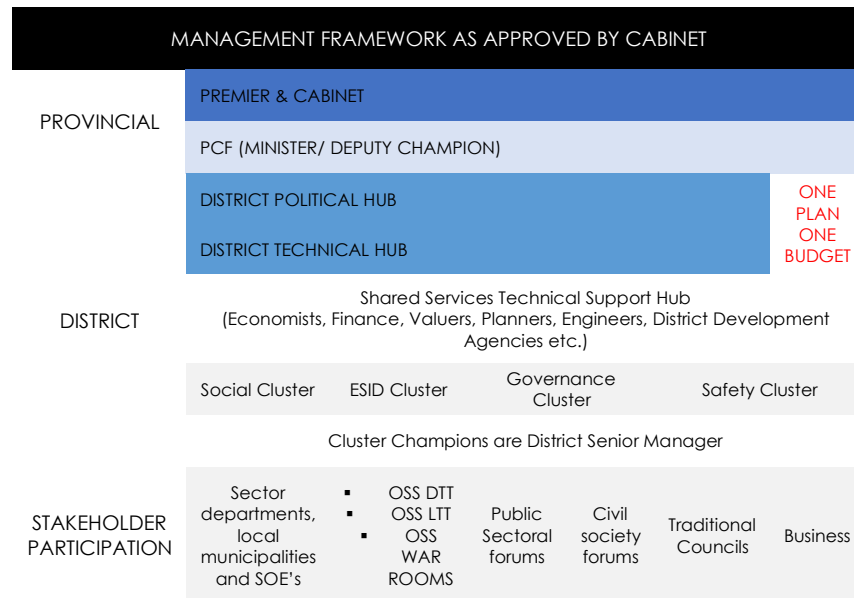 MANAGEMENT FRAMEWORK AS APPROVED BY CABINET
PROVINCIAL
PREMIER & CABINET
PCF (MINISTER/ DEPUTY CHAMPION)
DISTRICT POLITICAL HUB
DISTRICT TECHNICAL HUB
ONE
PLAN
ONE
BUDGET
DISTRICT
Shared Services Technical Support Hub
(Economists, Finance, Valuers, Planners, Engineers, District Development
Agencies etc.)
Social Cluster
ESID Cluster
Governance
Cluster
Safety Cluster
Cluster Champions are District Senior Manager
STAKEHOLDER
PARTICIPATION
Sector
departments,
local
municipalities
and SOE's
▪ OSS DTT
▪ OSS LTT
▪ OSS
WAR
ROOMS
Public
Sectoral
forums
Civil
society
forums
Traditional
Councils
Business